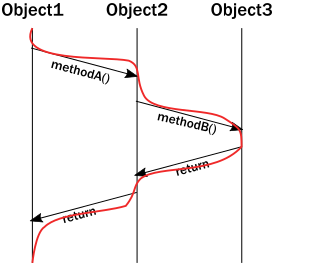 Object1 Object2 Object3
methodA()
methodB()
return
return